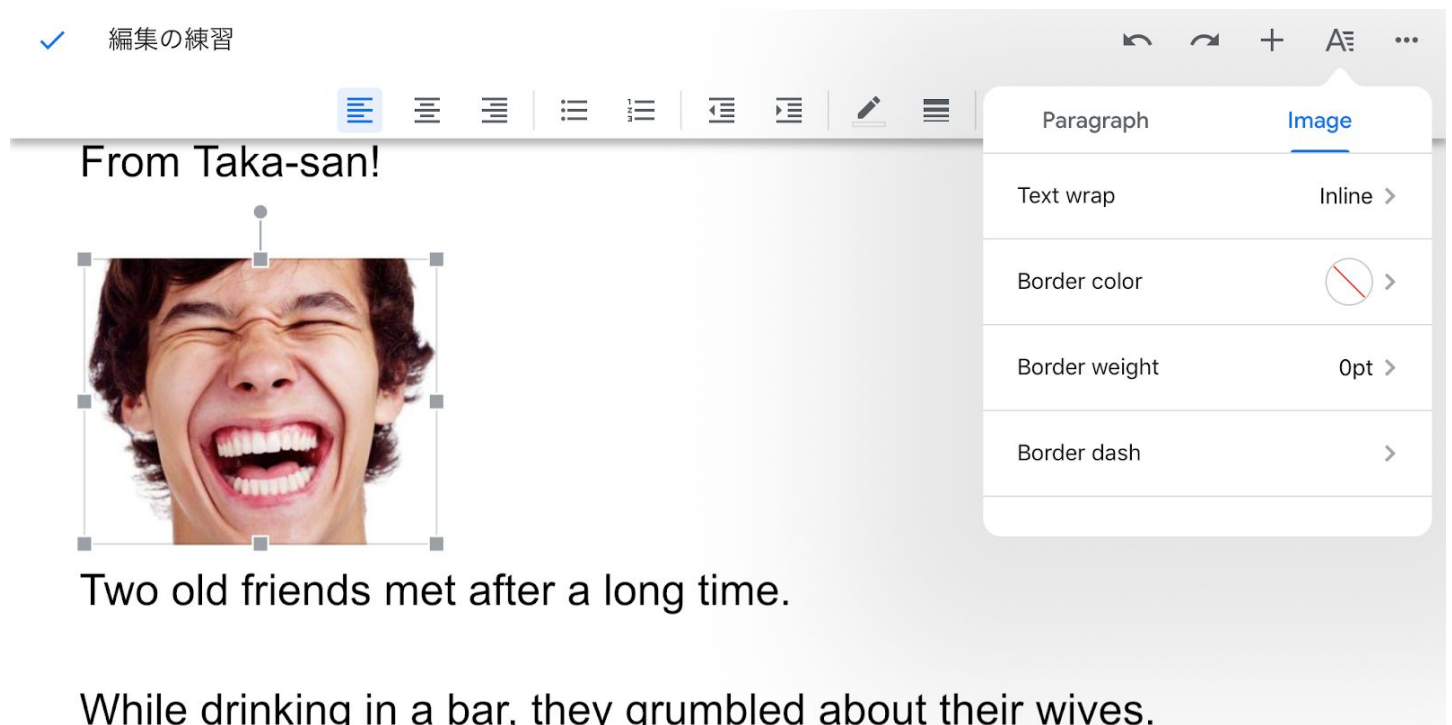 編集の練習
Paragraph Image
Text wrap Inline
Border color
Border weight 0pt
Border dash
From Taka-san!
Two old friends met after a long time.
While drinking in a bar, they grumbled about their wives.